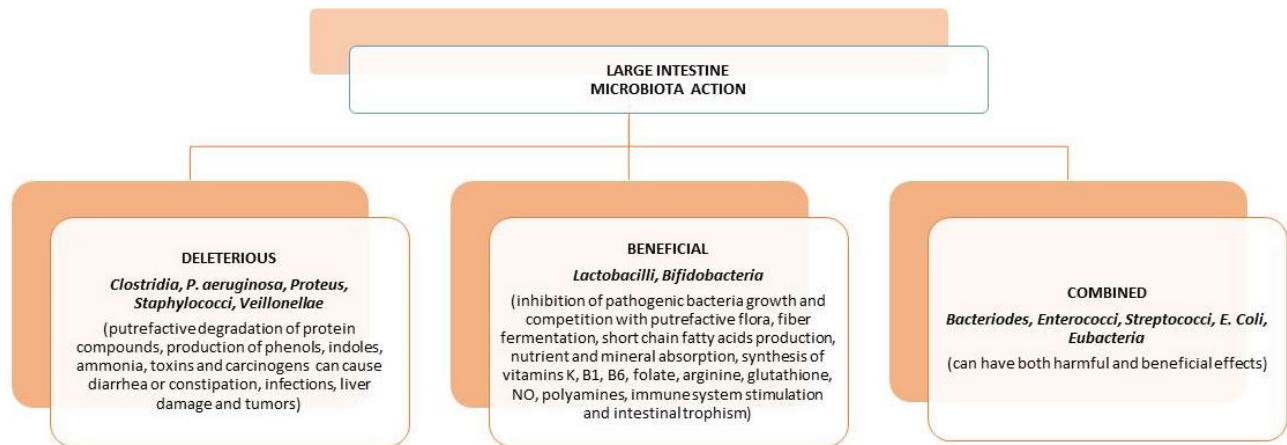 LARGE INTESTINE
MICROBIOTA ACTION
DELETERIOUS
Clostridia, P. aeruginosa, Proteus,
Staphylococci, Veillonellae
(putrefactive degradation of protein
compounds, production of phenols, indoles,
ammonia, toxins and carcinogens can cause
diarrhea or constipation, infections, liver
damage and tumors)
BENEFICIAL
Lactobacilli, Bifidobacteria
(inhibition of pathogenic bacteria growth and
competition with putrefactive flora, fiber
fermentation, short chain fatty acids production,
nutrient and mineral absorption, synthesis of
vitamins K, B1, B6, folate, arginine, glutathione,
NO, polyamines, immune system stimulation
and intestinal trophism)
COMBINED
Bacteriodes, Enterococi, Streptococci, E. Coli,
Eubacteria
(can have both harmful and beneficial effects)